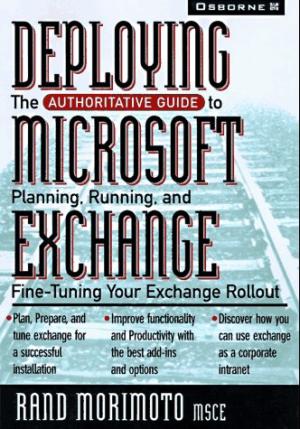 OSBORNE
DEPLOYING
The AUTHORITATIVE GUIDE to
MICROSOFT
Planning, Running, and
EXCHANGE
Fine-Tuning Your Exchange Rollout
• Plan, Prepare, and
tune exchange for
a successful
installation
• Improve functionality
and Productivity with
the best add-ins
and options
• Discover how you
can use exchange
as a corporate
intranet
RAND MORIMOTO MSCE